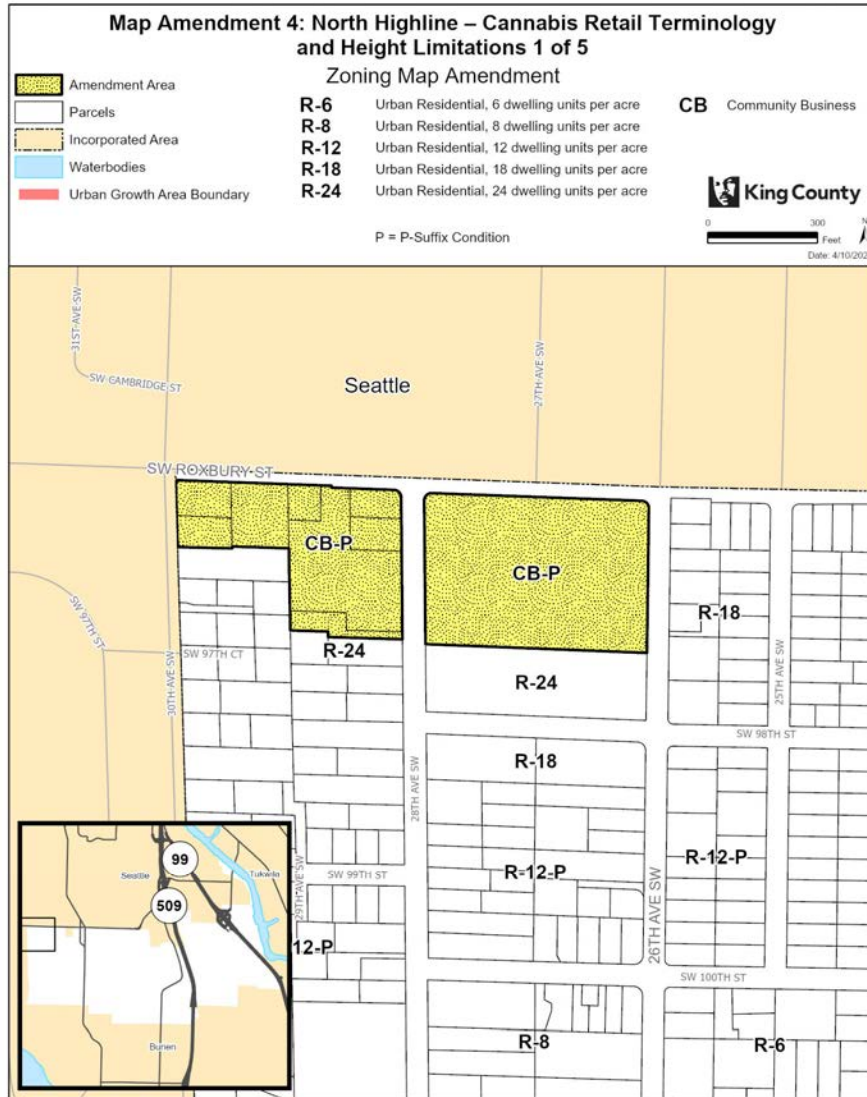 Map Amendment 4: North Highline – Cannabis Retail Terminology
and Height Limitations 1 of 5
Zoning Map Amendment
Amendment Area
Parcels
Incorporated Area
Waterbodies
Urban Growth Area Boundary
R-6 Urban Residential, 6 dwelling units per acre
R-8 Urban Residential, 8 dwelling units per acre
R-12 Urban Residential, 12 dwelling units per acre
R-18 Urban Residential, 18 dwelling units per acre
R-24 Urban Residential, 24 dwelling units per acre
P = P-Suffix Condition
CB Community Business
King County
0 300
Feet
N
Date: 4/10/202
31ST AVE SW
SW CAMBRIDGE ST
Seattle
27TH AVE SW
SW ROXBURY ST
CB-P
CB-P
R-18
SW 97TH ST
30TH AVE SW
SW 97TH CT
R-24
R-24
25TH AVE SW
SW 98TH ST
R-18
28TH AVE SW
SW 99TH ST
29TH AVE SW
R-12-P
R-12-P
26TH AVE SW
12-P
SW 100TH ST
R-8
R-6
Seattle
99
Tukwila
509
Burien